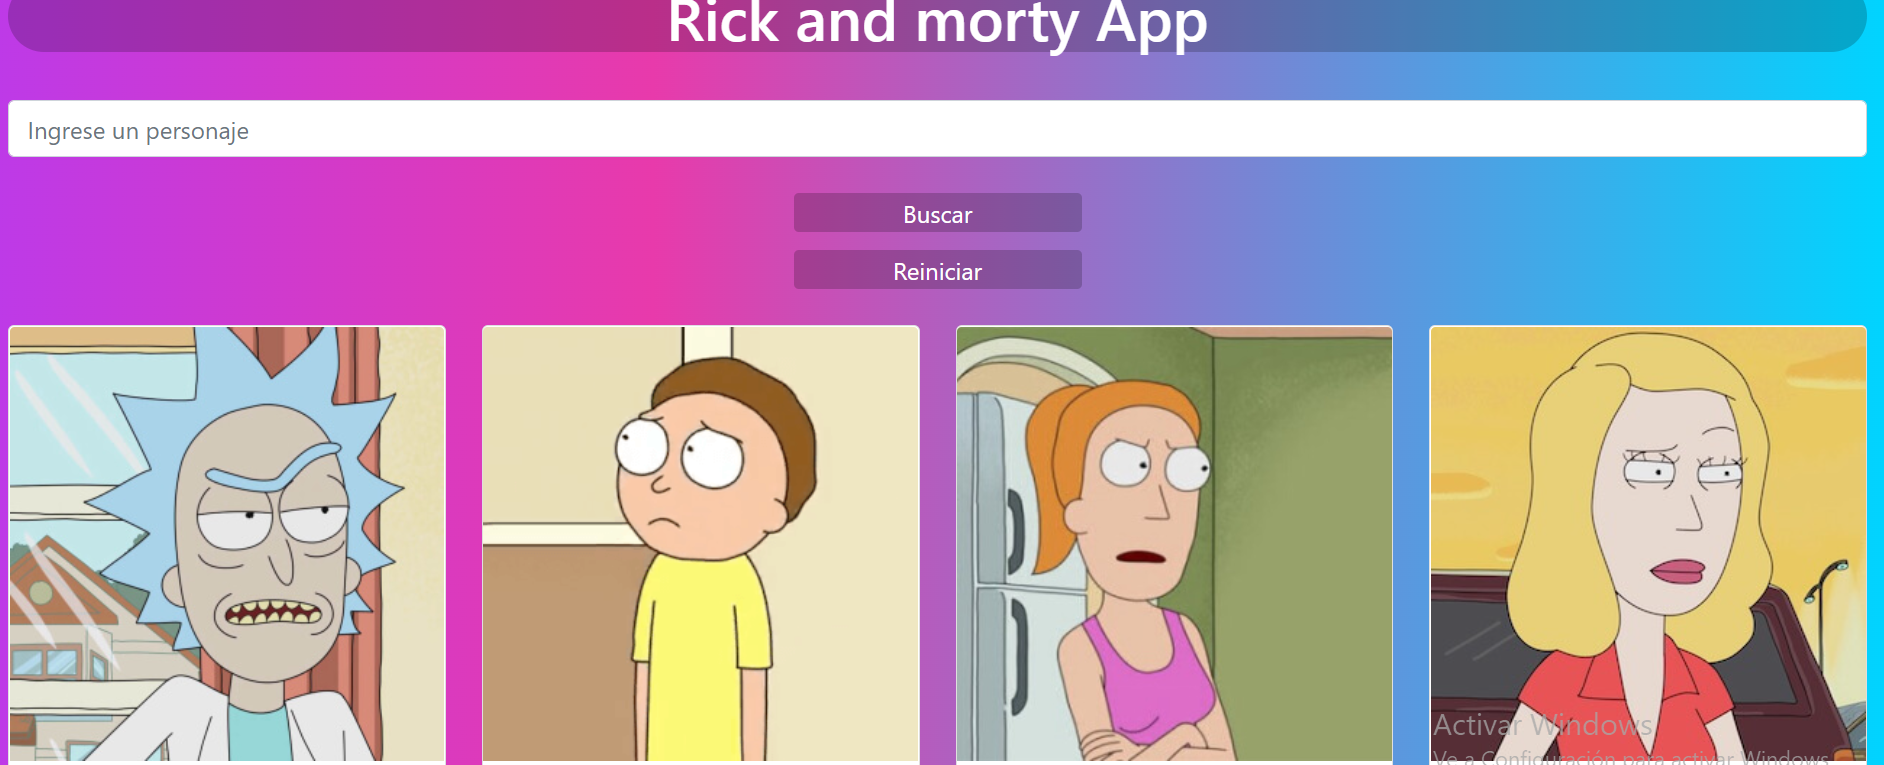 Rick and morty App
Ingrese un personaje
Buscar
Reiniciar
Activar Windows
Ve a Configuración para activar Windows.